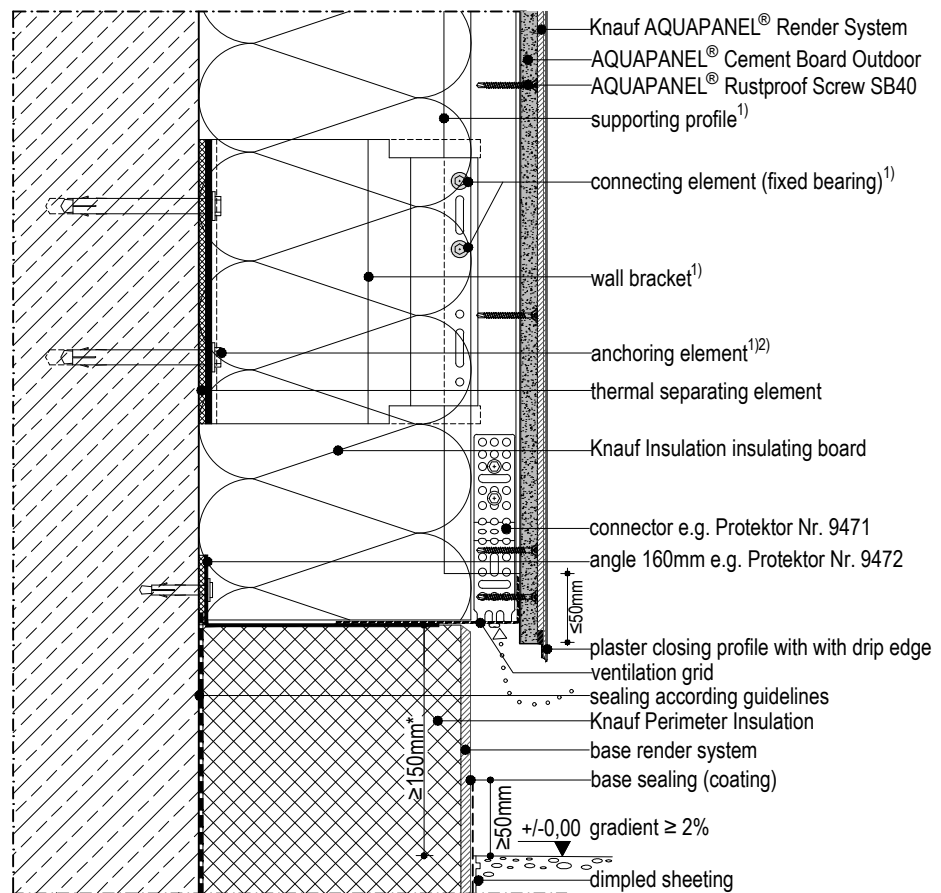 Knauf AQUAPANEL® Render System
AQUAPANEL® Cement Board Outdoor
AQUAPANEL® Rustproof Screw SB40
supporting profile1)
connecting element (fixed bearing)1)
wall bracket1)
anchoring element1)2)
thermal separating element
Knauf Insulation insulating board
connector e.g. Protektor Nr. 9471
angle 160mm e.g. Protektor Nr. 9472
≤50mm
plaster closing profile with with drip edge
ventilation grid
sealing according guidelines
Knauf Perimeter Insulation
≥150mm*
base render system
base sealing (coating)
≥50mm
+/-0,00 gradient ≥ 2%
dimpled sheeting